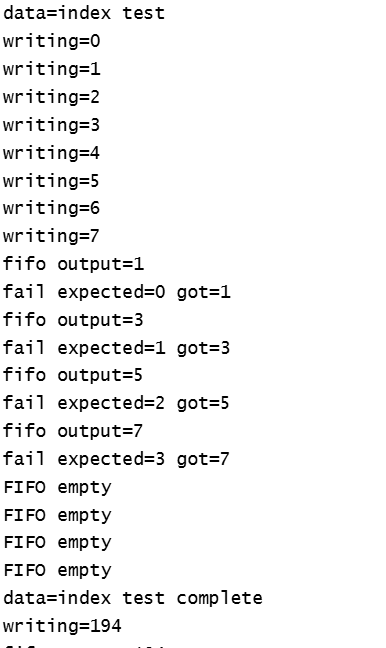 data=index test
writing=0
writing=1
writing=2
writing=3
writing=4
writing=5
writing=6
writing=7
fifo output=1
fail expected=0 got=1
fifo output=3
fail expected=1 got=3
fifo output=5
fail expected=2 got=5
fifo output=7
fail expected=3 got=7
FIFO empty
FIFO empty
FIFO empty
FIFO empty
data=index test complete
writing=194